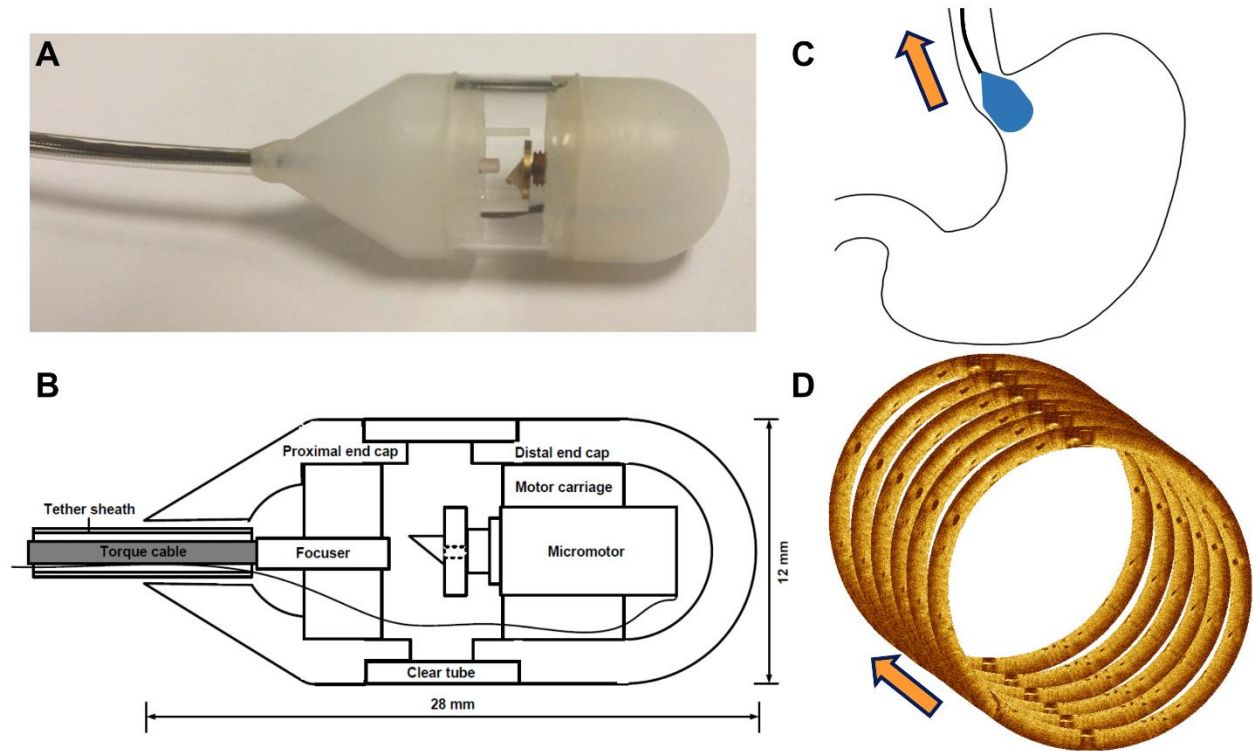 A
C
B
Proximal end cap
Distal end cap
Motor carriage
Tether sheath
Torque cable
Focuser
Micromotor
Clear tube
12 mm
28 mm
D